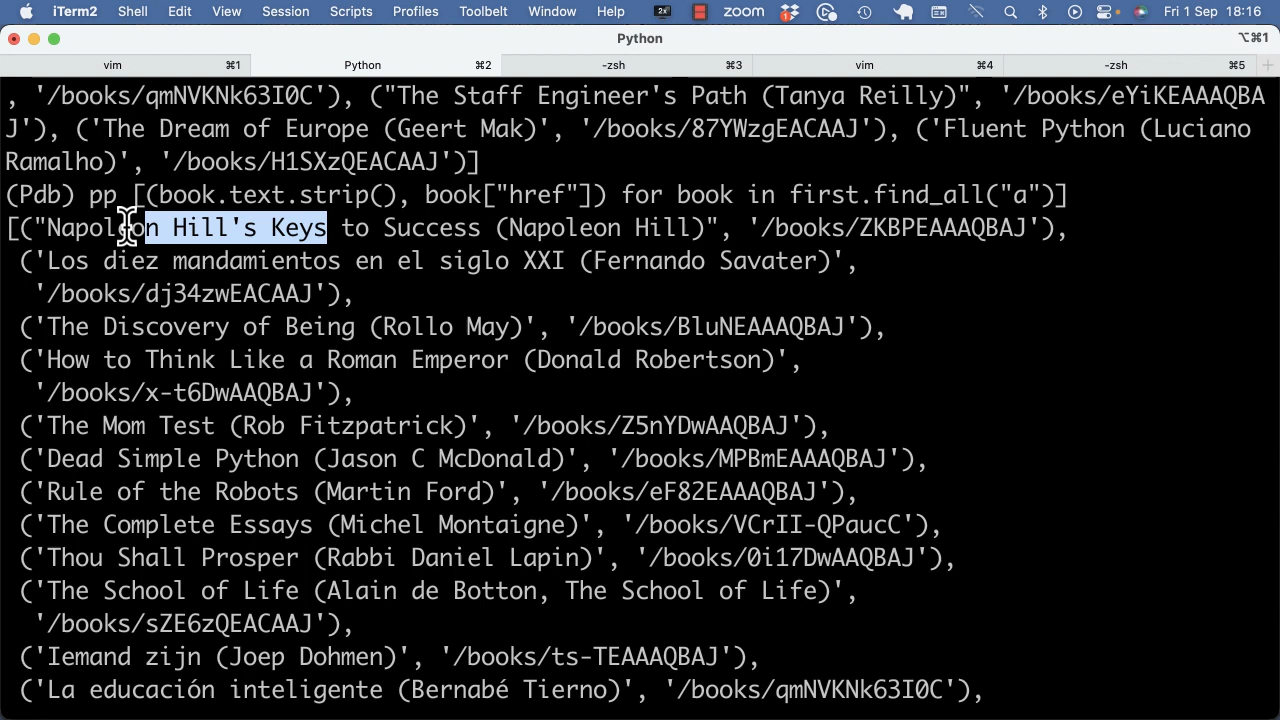 iTerm2 Shell Edit View Session Scripts Profiles Toolbelt Window Help 2x zoom 1 Fri 1 Sep 18:16
Python ⌥⌘1
vim ⌘1 Python ⌘2 -zsh ⌘3 vim ⌘4 -zsh ⌘5
, '/books/qmNVKNk63I0C'), ("The Staff Engineer's Path (Tanya Reilly)", '/books/eYiKEAAAQBA
J'), ('The Dream of Europe (Geert Mak)', '/books/87YWzgEACAAJ'), ('Fluent Python (Luciano
Ramalho)', '/books/H1SXzQEACAAJ')]
(Pdb) pp [(book.text.strip(), book["href"]) for book in first.find_all("a")]
[("Napoleon Hill's Keys to Success (Napoleon Hill)", '/books/ZKBPEAAAQBAJ'),
('Los diez mandamientos en el siglo XXI (Fernando Savater)',
'/books/dj34zwEACAAJ'),
('The Discovery of Being (Rollo May)', '/books/BluNEAAAQBAJ'),
('How to Think Like a Roman Emperor (Donald Robertson)',
'/books/x-t6DwAAQBAJ'),
('The Mom Test (Rob Fitzpatrick)', '/books/Z5nYDwAAQBAJ'),
('Dead Simple Python (Jason C McDonald)', '/books/MPBmEAAAQBAJ'),
('Rule of the Robots (Martin Ford)', '/books/eF82EAAAQBAJ'),
('The Complete Essays (Michel Montaigne)', '/books/VCrII-QPaucC'),
('Thou Shall Prosper (Rabbi Daniel Lapin)', '/books/0i17DwAAQBAJ'),
('The School of Life (Alain de Botton, The School of Life)',
'/books/sZE6zQEACAAJ'),
('Iemand zijn (Joep Dohmen)', '/books/ts-TEAAAQBAJ'),
('La educación inteligente (Bernabé Tierno)', '/books/qmNVKNk63I0C'),